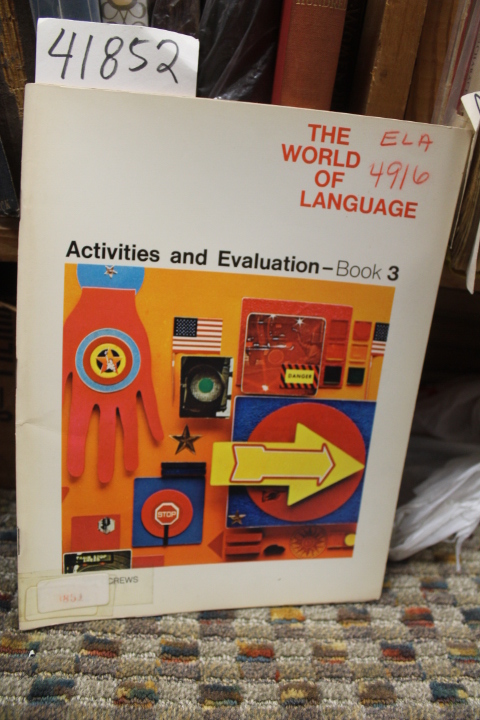 41852
THE
WORLD
OF
LANGUAGE
ELA
4916
Activities and Evaluation–Book 3
DANGER
STOP
CREWS